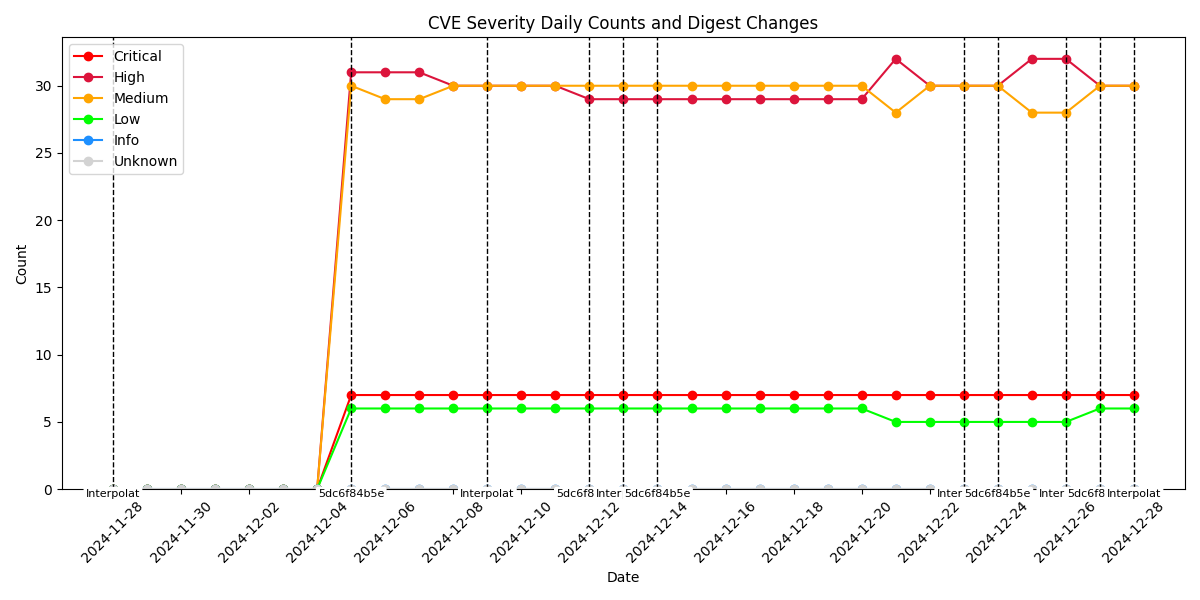 CVE Severity Daily Counts and Digest Changes
Critical
High
Medium
Low
Info
Unknown
30
25
20
15
10
5
0
Count
Interpolat 5dc6f84b5e Interpolat 5dc6f8 Inter 5dc6f84b5e Inter 5dc6f84b5e Inter 5dc6f8 Interpolat
2024-11-28 2024-11-30 2024-12-02 2024-12-04 2024-12-06 2024-12-08 2024-12-10 2024-12-12 2024-12-14 2024-12-16 2024-12-18 2024-12-20 2024-12-22 2024-12-24 2024-12-26 2024-12-28
Date